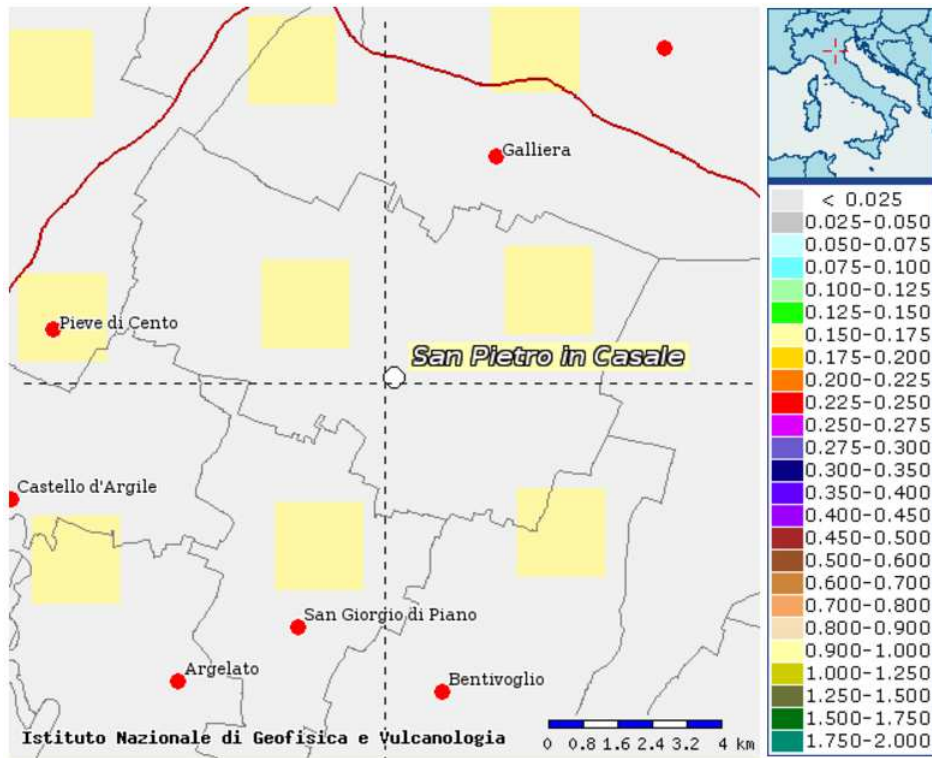 Galliera
Pieve di Cento
San Pietro in Casale
Castello d'Argile
San Giorgio di Piano
Argelato
Bentivoglio
Istituto Nazionale di Geofisica e Vulcanologia
0 0.8 1.6 2.4 3.2 4 km
< 0.025
0.025-0.050
0.050-0.075
0.075-0.100
0.100-0.125
0.125-0.150
0.150-0.175
0.175-0.200
0.200-0.225
0.225-0.250
0.250-0.275
0.275-0.300
0.300-0.350
0.350-0.400
0.400-0.450
0.450-0.500
0.500-0.600
0.600-0.700
0.700-0.800
0.800-0.900
0.900-1.000
1.000-1.250
1.250-1.500
1.500-1.750
1.750-2.000